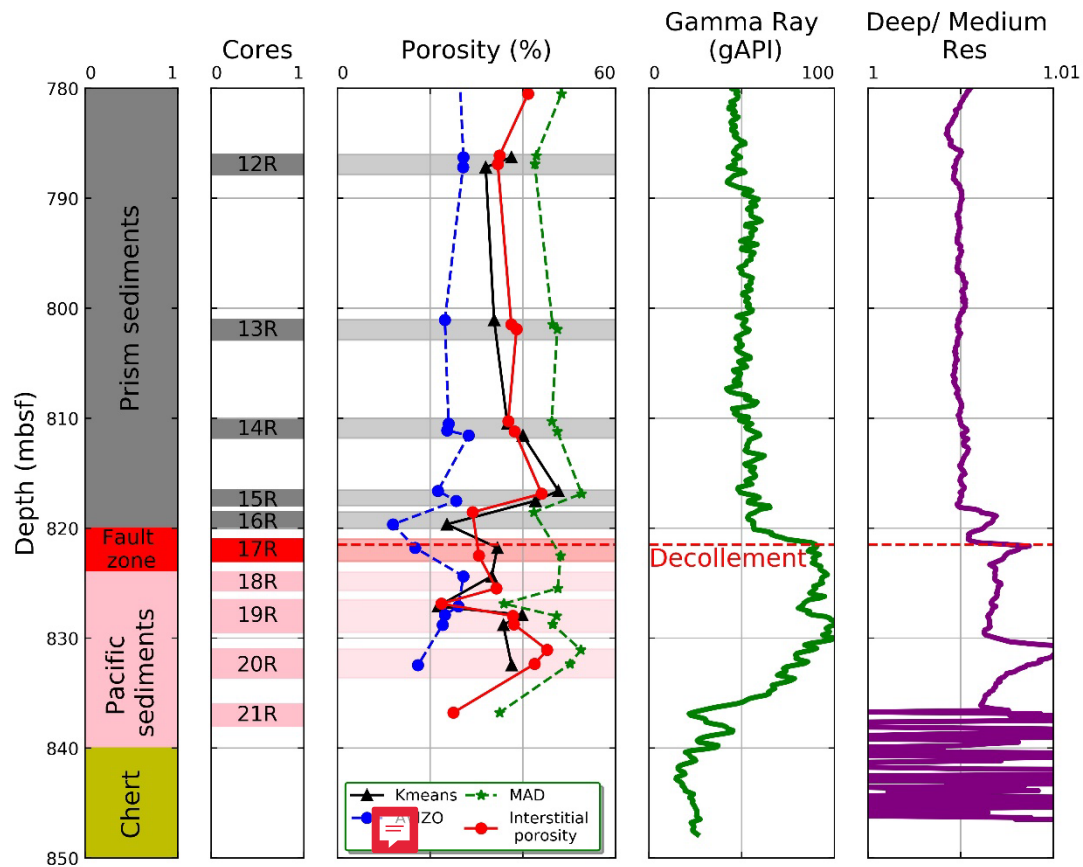 Cores
Porosity (%)
Gamma Ray
(gAPI)
Deep/ Medium
Res
0 1
0 1
0 60
0 100
1 1.01
Depth (mbsf)
780
790
800
810
820
830
840
850
Prism sediments
Fault
zone
Pacific
sediments
Chert
12R
13R
14R
15R
16R
17R
18R
19R
20R
21R
Decollement
Kmeans
MAD
Interstitial
porosity